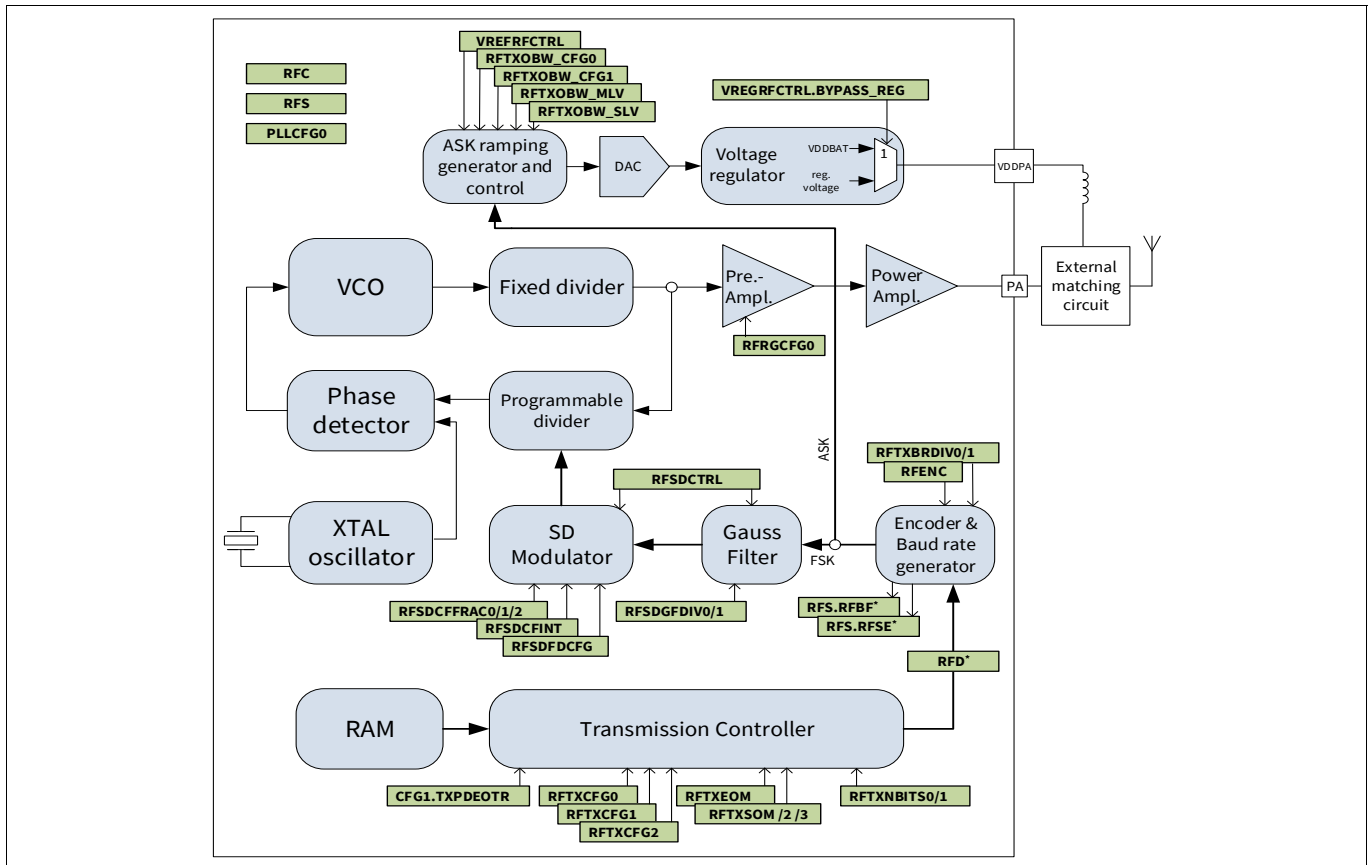 VREFRFCTRL
RFTXOBW_CFG0
RFTXOBW_CFG1
RFTXOBW_MLV
RFTXOBW_SLV
RFC
RFS
PLLCFG0
VREGRFCTRL.BYPASS_REG
ASK ramping
generator and
control
DAC
Voltage
regulator
VDDBAT
reg.
voltage
1
VDDPA
VCO
Fixed divider
Pre.-
Ampl.
Power
Ampl.
PA
External
matching
circuit
RFRGCFG0
Phase
detector
Programmable
divider
ASK
RFTXBRDIV0/1
RFENC
RFSDCTRL
XTAL
oscillator
SD
Modulator
Gauss
Filter
FSK
Encoder &
Baud rate
generator
RFSDCFFRAC0/1/2
RFSDCFINT
RFSDFDCFG
RFSDGFDIV0/1
RFS.RFBF*
RFS.RFSE*
RFD*
RAM
Transmission Controller
CFG1.TXPDEOTR
RFTXCFG0
RFTXCFG1
RFTXCFG2
RFTXEOM
RFTXSOM /2 /3
RFTXNBITS0/1